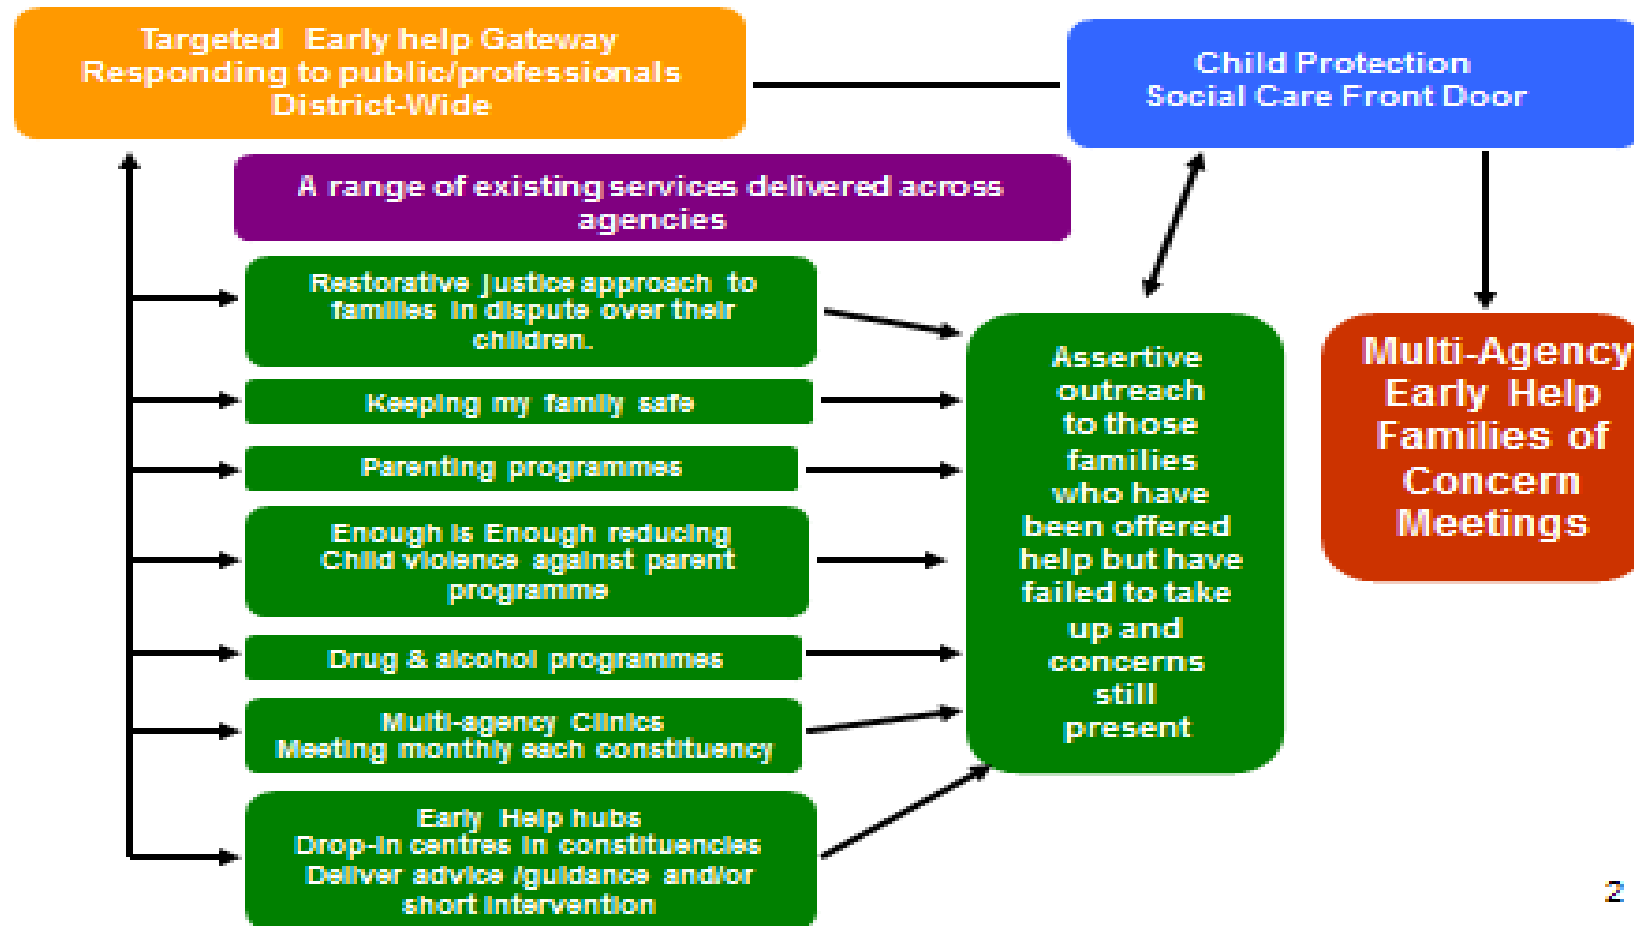 Targeted Early help Gateway
Responding to public/professionals
District-Wide
Child Protection
Social Care Front Door
A range of existing services delivered across
agencies
Restorative justice approach to
families in dispute over their
children.
Keeping my family safe
Parenting programmes
Enough is Enough reducing
Child violence against parent
programme
Drug & alcohol programmes
Multi-agency Clinics
Meeting monthly each constituency
Early Help hubs
Drop-in centres in constituencies
Deliver advice /guidance and/or
short intervention
Assertive
outreach
to those
families
who have
been offered
help but have
failed to take
up and
concerns
still
present
Multi-Agency
Early Help
Families of
Concern
Meetings
2